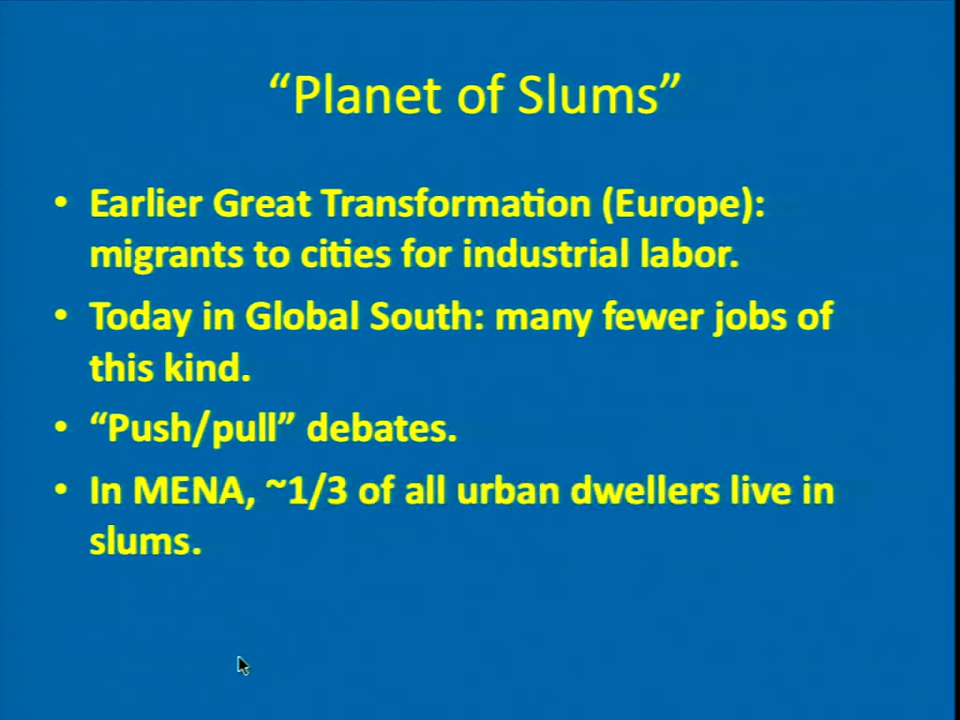 “Planet of Slums”
• Earlier Great Transformation (Europe):
migrants to cities for industrial labor.
• Today in Global South: many fewer jobs of
this kind.
• “Push/pull” debates.
• In MENA, ~1/3 of all urban dwellers live in
slums.